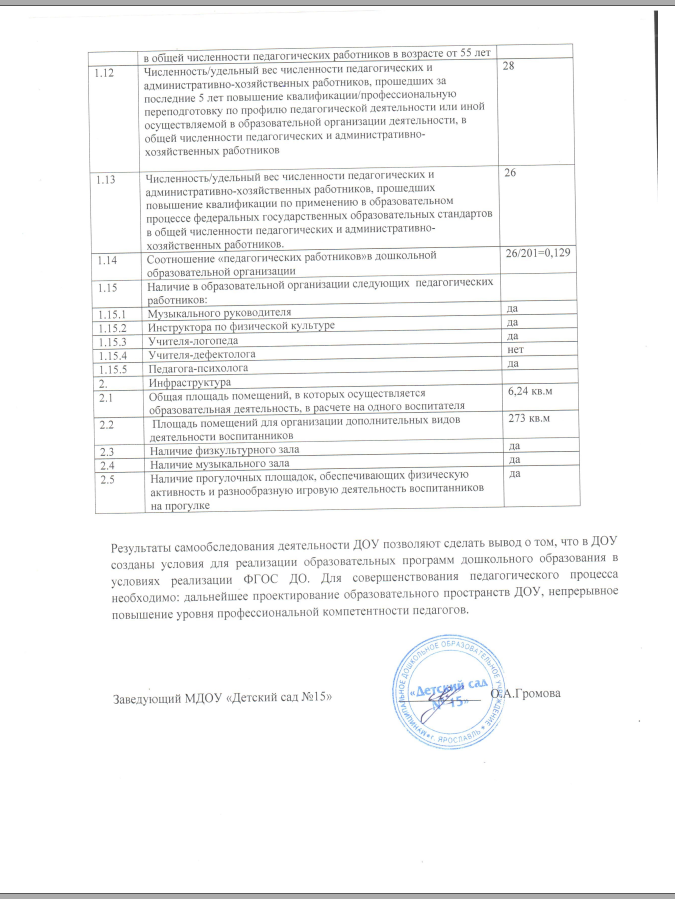 в общей численности педагогических работников в возрасте от 55 лет
1.12 Численность/удельный вес численности педагогических и 28
административно-хозяйственных работников, прошедших за
последние 5 лет повышение квалификации/профессиональную
переподготовку по профилю педагогической деятельности или иной
осуществляемой в образовательной организации деятельности, в
общей численности педагогических и административно-
хозяйственных работников
1.13 Численность/удельный вес численности педагогических и 26
административно-хозяйственных работников, прошедших
повышение квалификации по применению в образовательном
процессе федеральных государственных образовательных стандартов
в общей численности педагогических и административно-
хозяйственных работников.
1.14 Соотношение «педагогических работников»в дошкольной 26/201=0,129
образовательной организации
1.15 Наличие в образовательной организации следующих педагогических
работников:
1.15.1 Музыкального руководителя да
1.15.2 Инструктора по физической культуре да
1.15.3 Учителя-логопеда да
1.15.4 Учителя-дефектолога нет
1.15.5 Педагога-психолога да
2. Инфраструктура
2.1 Общая площадь помещений, в которых осуществляется 6,24 кв.м
образовательная деятельность, в расчете на одного воспитателя
2.2 Площадь помещений для организации дополнительных видов 273 кв.м
деятельности воспитанников
2.3 Наличие физкультурного зала да
2.4 Наличие музыкального зала да
2.5 Наличие прогулочных площадок, обеспечивающих физическую да
активность и разнообразную игровую деятельность воспитанников
на прогулке
Результаты самообследования деятельности ДОУ позволяют сделать вывод о том, что в ДОУ
созданы условия для реализации образовательных программ дошкольного образования в
условиях реализации ФГОС ДО. Для совершенствования педагогического процесса
необходимо: дальнейшее проектирование образовательного пространств ДОУ, непрерывное
повышение уровня профессиональной компетентности педагогов.
Заведующий МДОУ «Детский сад №15» О.А.Громова
МУНИЦИПАЛЬНОЕ ДОШКОЛЬНОЕ ОБРАЗОВАТЕЛЬНОЕ УЧРЕЖДЕНИЕ
«Детский сад
№ 15»
г. ЯРОСЛАВЛЬ